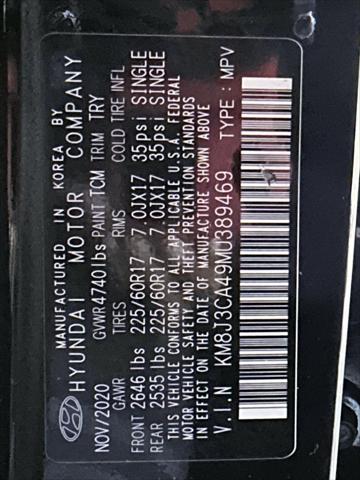 MANUFACTURED IN KOREA BY
HYUNDAI MOTOR COMPANY
NOV/2020 GVWR 4740 lbs PAINT TCM TRIM TRY
GAWR TIRES RIMS COLD TIRE INFL
FRONT 2646 lbs 225/60R17 7.0JX17 35psi SINGLE
REAR 2595 lbs 225/60R17 7.0JX17 35psi SINGLE
THIS VEHICLE CONFORMS TO ALL APPLICABLE U.S.A. FEDERAL
MOTOR VEHICLE SAFETY AND THEFT PREVENTION STANDARDS
IN EFFECT ON THE DATE OF MANUFACTURE SHOWN ABOVE
V.I.N KM8J3CA49MU389469 TYPE : MPV